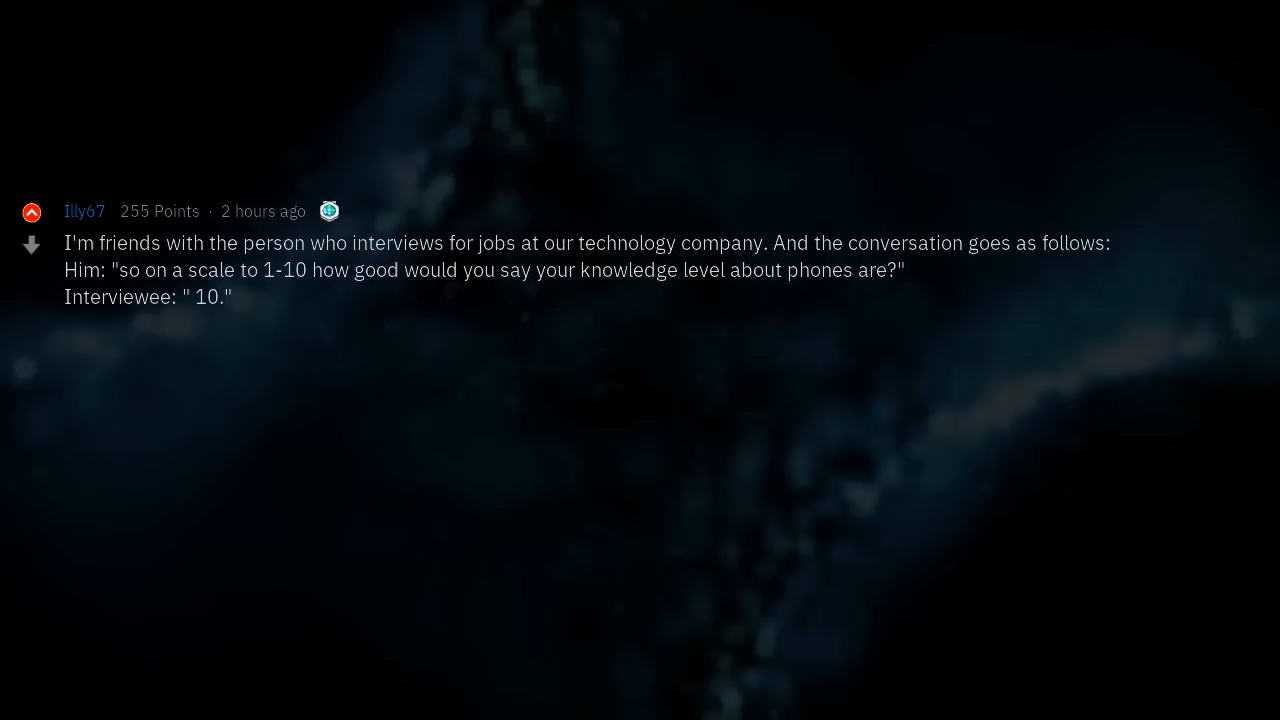 Illy67 255 Points · 2 hours ago
I'm friends with the person who interviews for jobs at our technology company. And the conversation goes as follows:
Him: "so on a scale to 1-10 how good would you say your knowledge level about phones are?"
Interviewee: " 10."